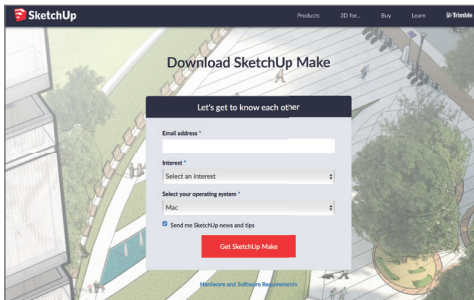 SketchUp
Products 3D for... Buy Learn Trimble
Download SketchUp Make
Let's get to know each other
Email address *
Interest *
Select an interest
Select your operating system *
Mac
Send me SketchUp news and tips
Get SketchUp Make
Hardware and Software Requirements